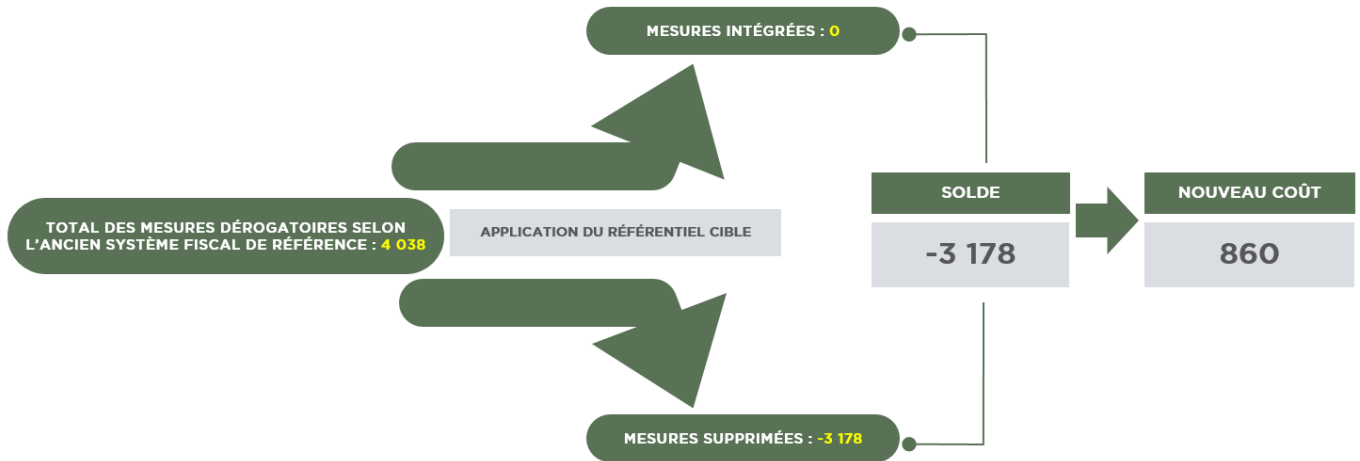 MESURES INTÉGRÉES : 0
TOTAL DES MESURES DÉROGATOIRES SELON
L'ANCIEN SYSTÈME FISCAL DE RÉFÉRENCE : 4 038
APPLICATION DU RÉFÉRENTIEL CIBLE
SOLDE
-3 178
NOUVEAU COÛT
860
MESURES SUPPRIMÉES : -3 178